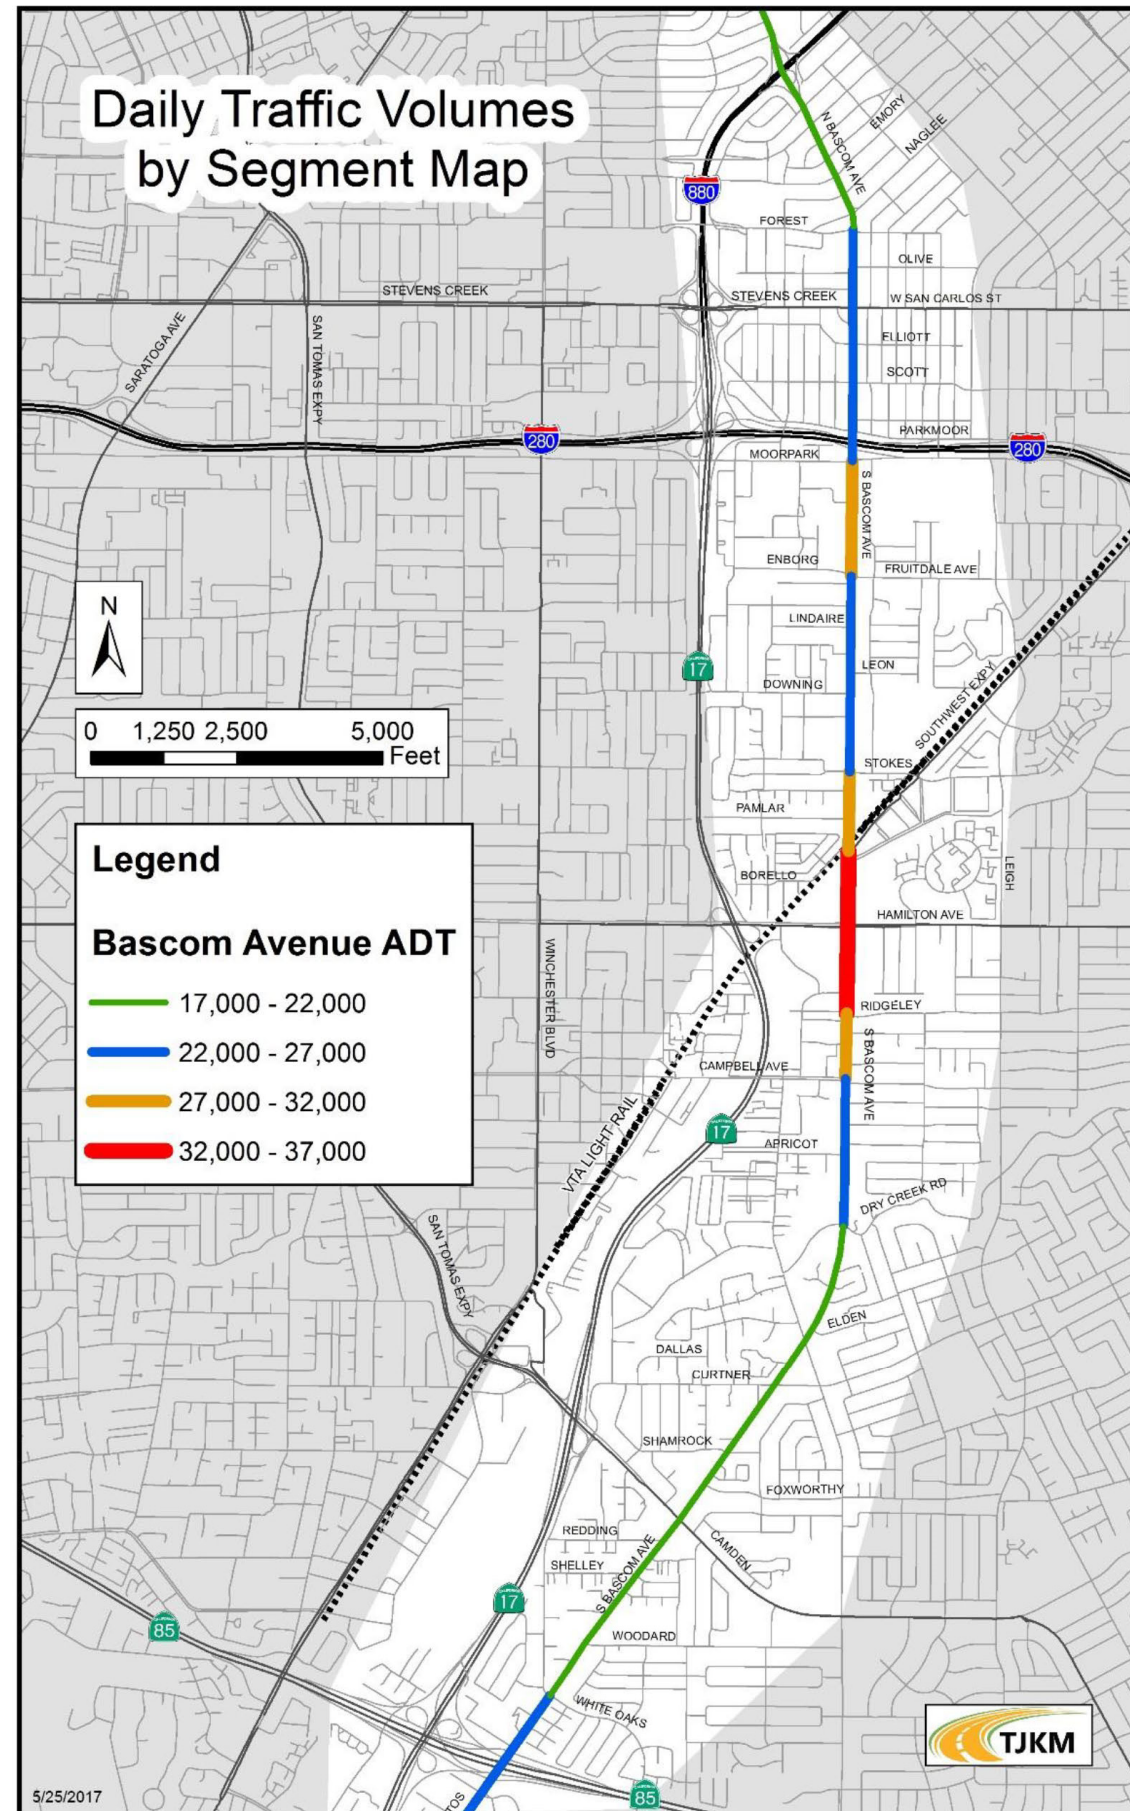 Daily Traffic Volumes
by Segment Map
EMORY
NAGLEE
N BASCOM AVE
880
FOREST
OLIVE
STEVENS CREEK
STEVENS CREEK
W SAN CARLOS ST
SARATOGA AVE
SAN TOMAS EXPY
ELLIOTT
SCOTT
PARKMOOR
280
280
MOORPARK
S BASCOM AVE
ENBORG
FRUITDALE AVE
N
LINDAIRE
17
LEON
DOWNING
SOUTHWEST EXPY
0 1,250 2,500 5,000
Feet
STOKES
PAMLAR
BORELLO
LEIGH
HAMILTON AVE
Legend
Bascom Avenue ADT
17,000 - 22,000
22,000 - 27,000
27,000 - 32,000
32,000 - 37,000
WINCHESTER BLVD
RIDGELEY
S BASCOM AVE
CAMPBELL AVE
VTA LIGHT RAIL
17
APRICOT
DRY CREEK RD
SAN TOMAS EXPY
ELDEN
DALLAS
CURTNER
SHAMROCK
FOXWORTHY
REDDING
CAMDEN
SHELLEY
S BASCOM AVE
17
85
WOODARD
WHITE OAKS
TJKM
85
5/25/2017